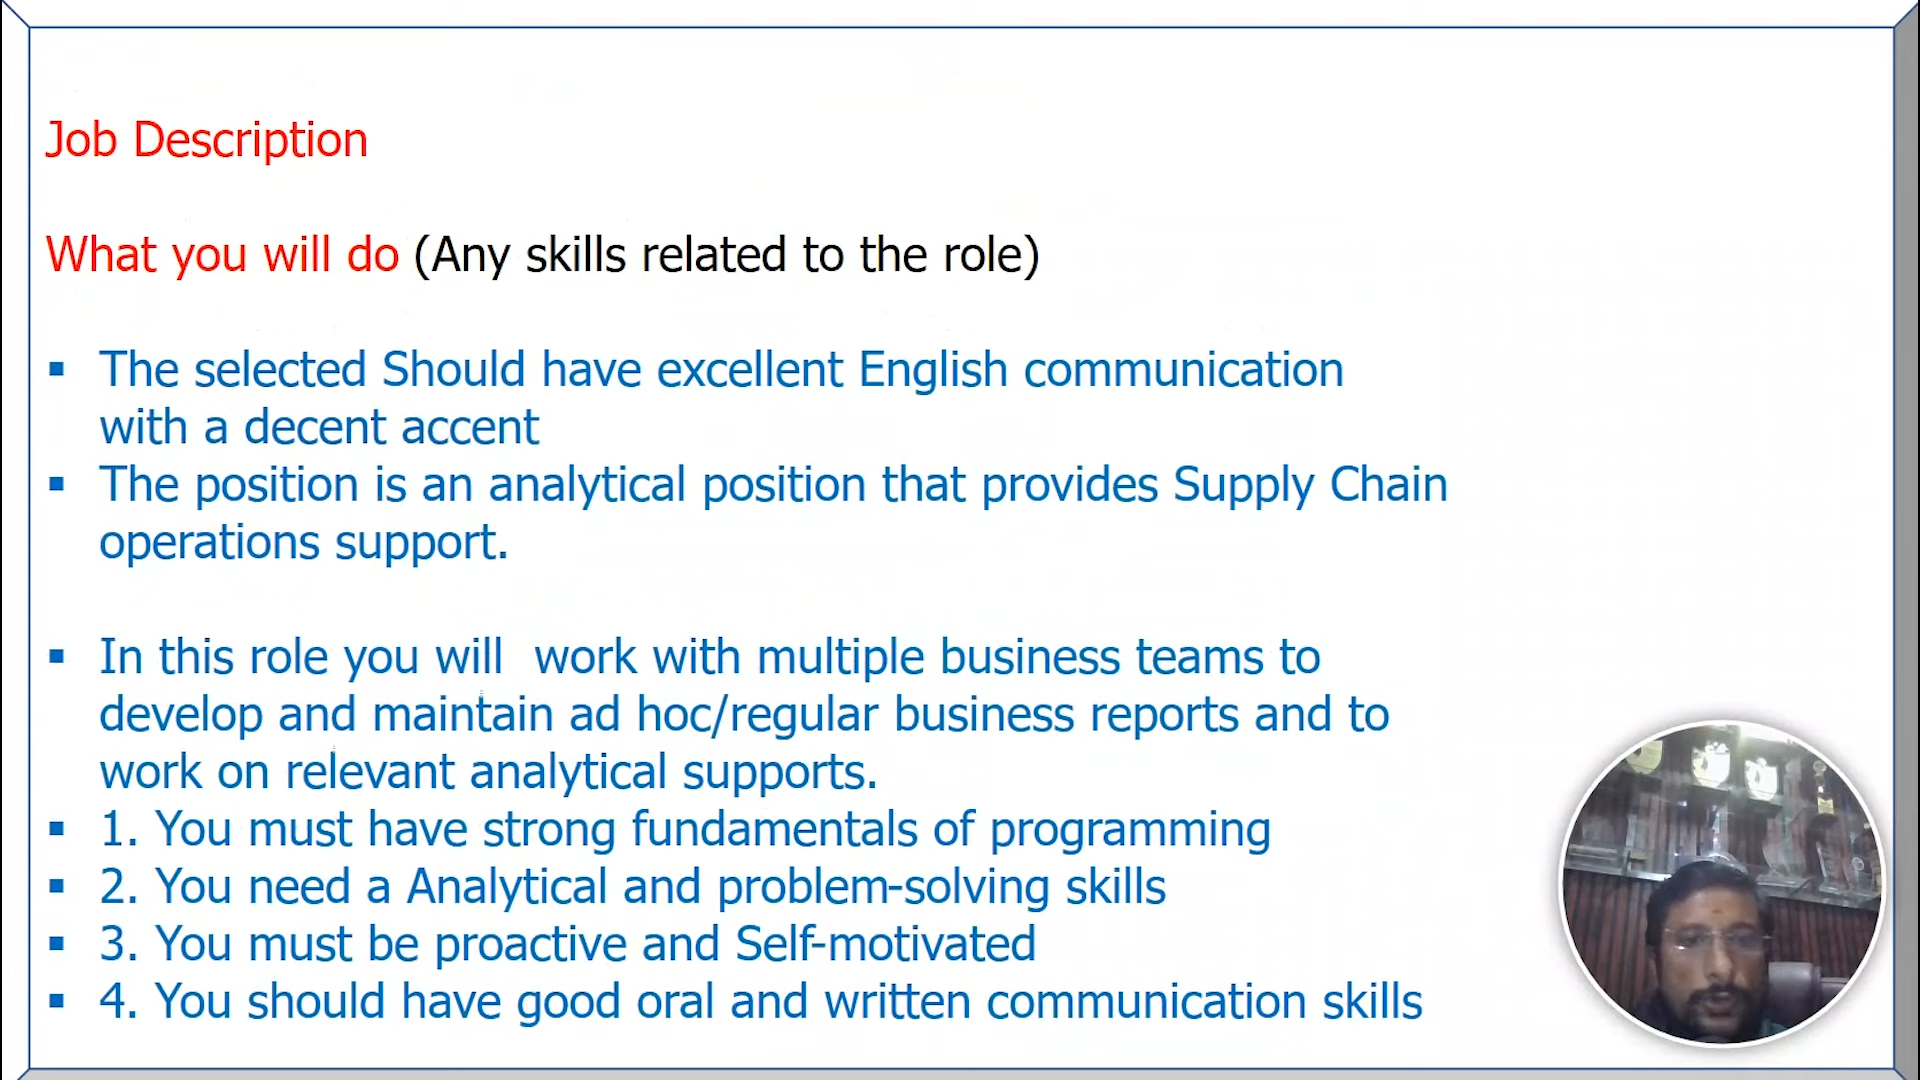 Job Description
What you will do (Any skills related to the role)
▪ The selected Should have excellent English communication
with a decent accent
▪ The position is an analytical position that provides Supply Chain
operations support.
▪ In this role you will  work with multiple business teams to
develop and maintain ad hoc/regular business reports and to
work on relevant analytical supports.
▪ 1. You must have strong fundamentals of programming
▪ 2. You need a Analytical and problem-solving skills
▪ 3. You must be proactive and Self-motivated
▪ 4. You should have good oral and written communication skills